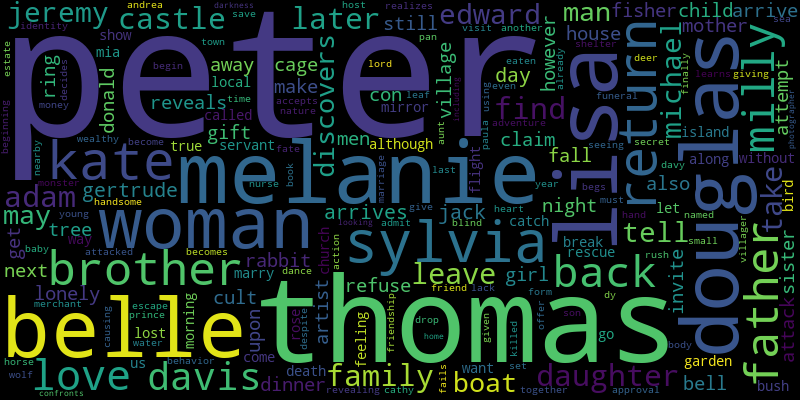 jeremy castle later edward man fisher child arrive
peter
andrea darkness host realizes
identity save town visit another
mia show away cage still house mother
estate ring donald local make discovers however michael
money decides begin lord pan village day already shelter deer
reveals time con mirror leaf even eaten finally learns giving
beginning called accepts nature find attempt
wealthy become gift men although aunt using funeral adventure photographer
nearby true servant fate paula claim island
kate melanie lisa return douglas milly
monster nurse book last flight fall seeing secret along without
adam gertrude marriage year begs davy take bird
handsome heart must
may young woman arrives give jack night also let named
tree way looking admit blind catch hand small
get baby attacked becomes church action sylvia tell villager
next brother rabbit dance break rescue rush sister
lonely marry refuse leave girl back invite father
merchant cult upon rose artist friend lack form dy
belle thomas
escape prince despite feeling friendship drop given offer son go body
causing lost morning water home killed garden attack
horse us behavior come death want set
wolf love davis dinner family boat daughter bell bush
confronts revealing cathy fails together approval